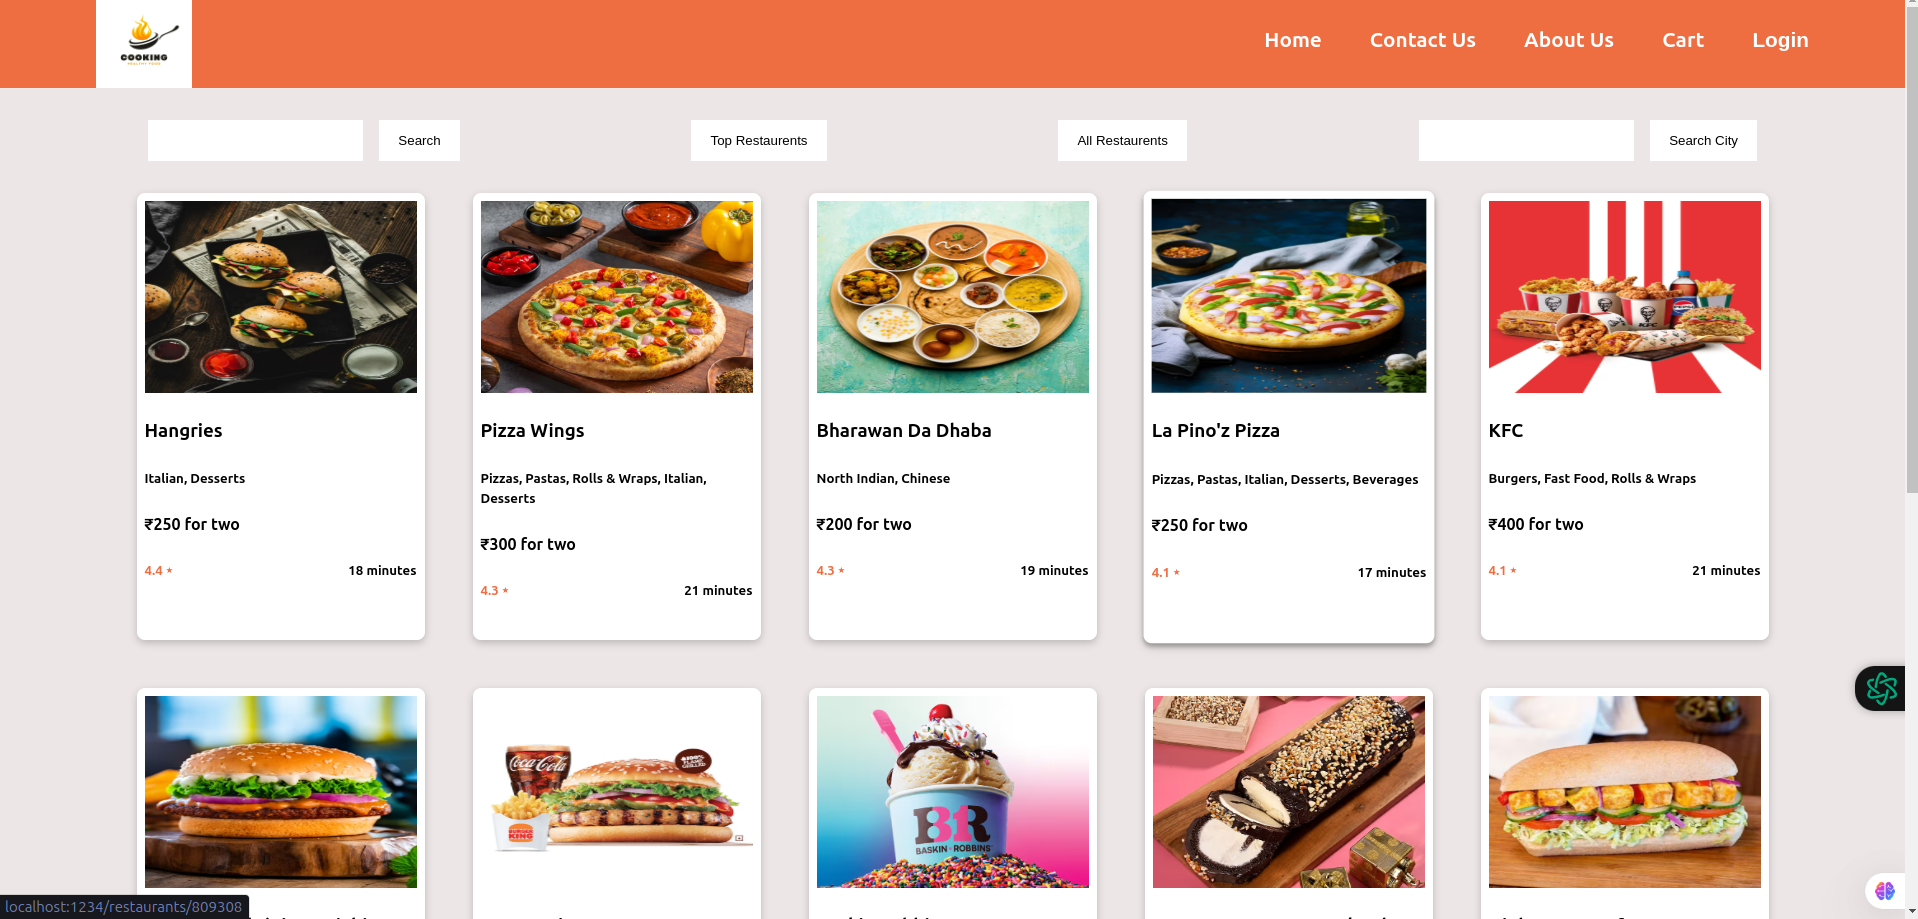 COOKING
Home
Contact Us
About Us
Cart
Login
Search
Top Restaurents
All Restaurents
Search City
Hangries
Italian, Desserts
₹250 for two
4.4 ★
18 minutes
Pizza Wings
Pizzas, Pastas, Rolls & Wraps, Italian,
Desserts
₹300 for two
4.3 ★
21 minutes
Bharawan Da Dhaba
North Indian, Chinese
₹200 for two
4.3 ★
19 minutes
La Pino'z Pizza
Pizzas, Pastas, Italian, Desserts, Beverages
₹250 for two
4.1 ★
17 minutes
KFC
KFC
Burgers, Fast Food, Rolls & Wraps
₹400 for two
4.1 ★
21 minutes
Coca-Cola
BURGER
KING
BR
BASKIN ROBBINS
localhost:1234/restaurants/809308